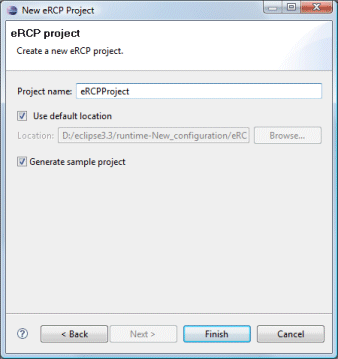 New eRCP Project
eRCP project
Create a new eRCP project.
Project name: eRCPProject
Use default location
Location: D:/eclipse3.3/runtime-New_configuration/eRC Browse...
Generate sample project
? < Back Next > Finish Cancel